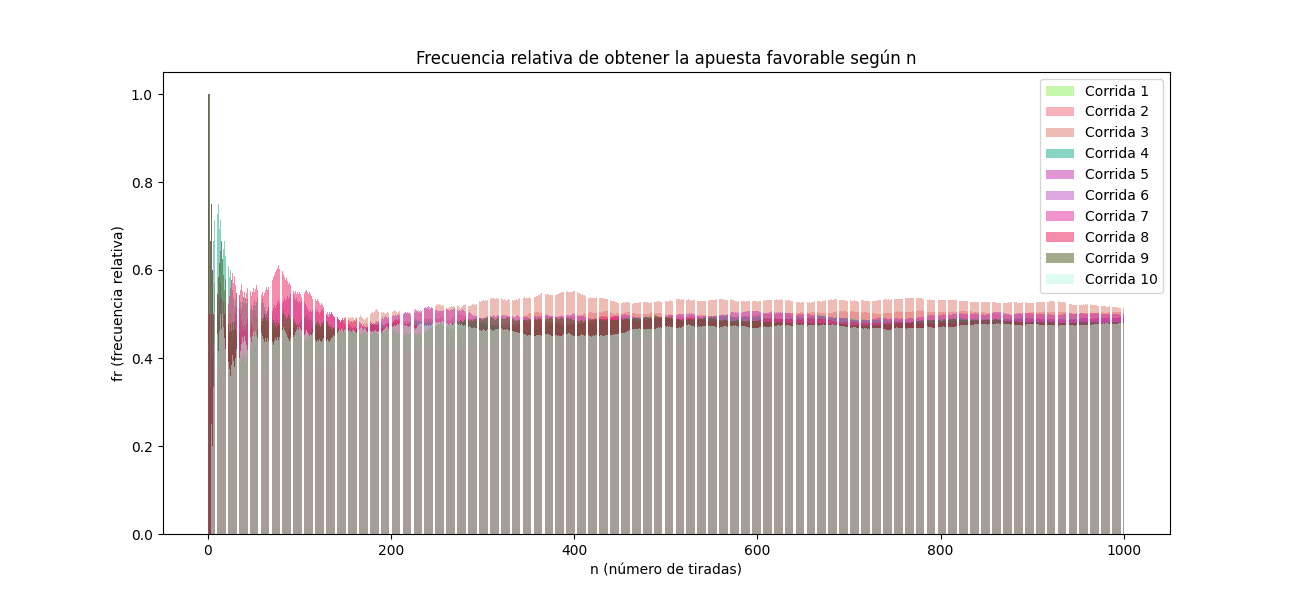 Frecuencia relativa de obtener la apuesta favorable según n
fr (frecuencia relativa)
1.0
0.8
0.6
0.4
0.2
0.0
0
200
400
600
800
1000
n (número de tiradas)
Corrida 1
Corrida 2
Corrida 3
Corrida 4
Corrida 5
Corrida 6
Corrida 7
Corrida 8
Corrida 9
Corrida 10